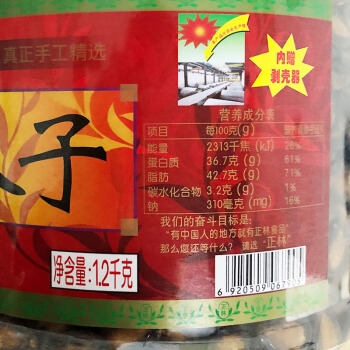 真正手工精选
内赠
剥壳器
子
营养成分表
项目 每100克(g)
能量 2313千焦(kJ) 28%
蛋白质 36.7克(g) 61%
脂肪 42.7克(g) 71%
碳水化合物 3.2克(g) 1%
钠 310毫克(mg) 16%
我们的奋斗目标是：
“有中国人的地方就有正林食品”
那么您还等什么？请选“正林”
净含量:1.2千克
6 920509 067905